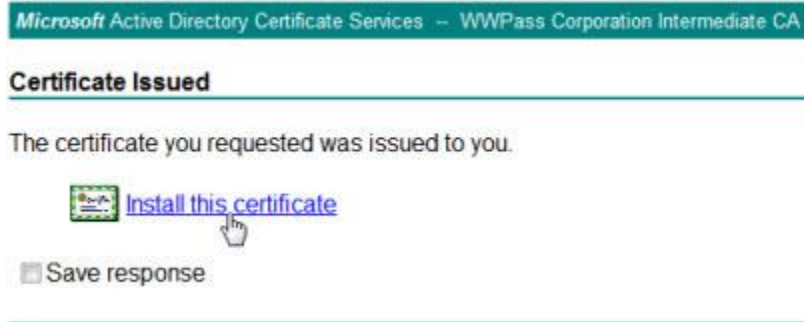 Microsoft Active Directory Certificate Services -- WWPass Corporation Intermediate CA
Certificate Issued
The certificate you requested was issued to you.
Install this certificate
Save response